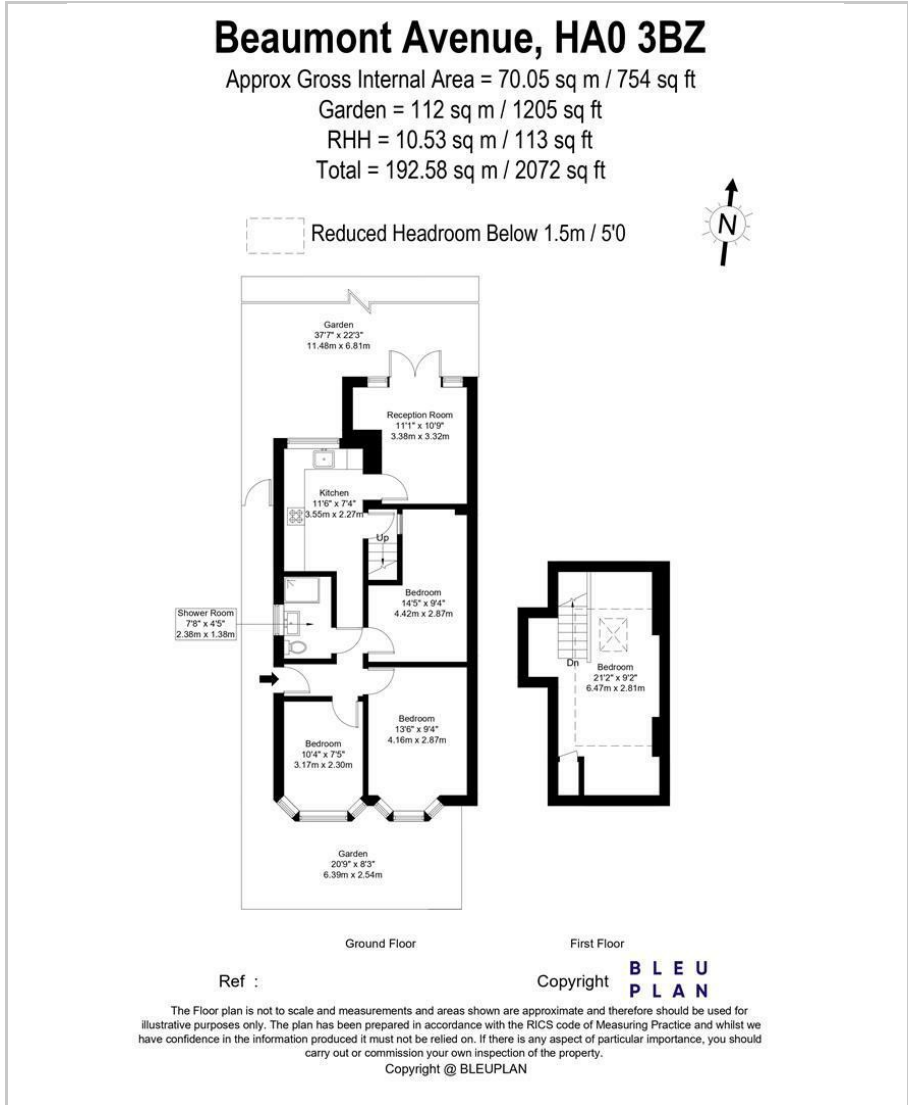 Beaumont Avenue, HA0 3BZ
Approx Gross Internal Area = 70.05 sq m / 754 sq ft
Garden = 112 sq m / 1205 sq ft
RHH = 10.53 sq m / 113 sq ft
Total = 192.58 sq m / 2072 sq ft
N
Reduced Headroom Below 1.5m / 5'0
Garden
37'7" x 22'3"
11.48m x 6.81m
Reception Room
11'1" x 10'9"
3.38m x 3.32m
Kitchen
11'6" x 7'4"
3.55m x 2.27m
Up
Bedroom
14'5" x 9'4"
4.42m x 2.87m
Shower Room
7'8" x 4'5"
2.38m x 1.38m
Bedroom
13'6" x 9'4"
4.16m x 2.87m
Bedroom
10'4" x 7'5"
3.17m x 2.30m
Garden
20'9" x 8'3"
6.39m x 2.54m
Dn
Bedroom
21'2" x 9'2"
6.47m x 2.81m
Ground Floor
First Floor
Ref :
Copyright
BLEU
PLAN
The Floor plan is not to scale and measurements and areas shown are approximate and therefore should be used for
illustrative purposes only. The plan has been prepared in accordance with the RICS code of Measuring Practice and whilst we
have confidence in the information produced it must not be relied on. If there is any aspect of particular importance, you should
carry out or commission your own inspection of the property.
Copyright @ BLEUPLAN